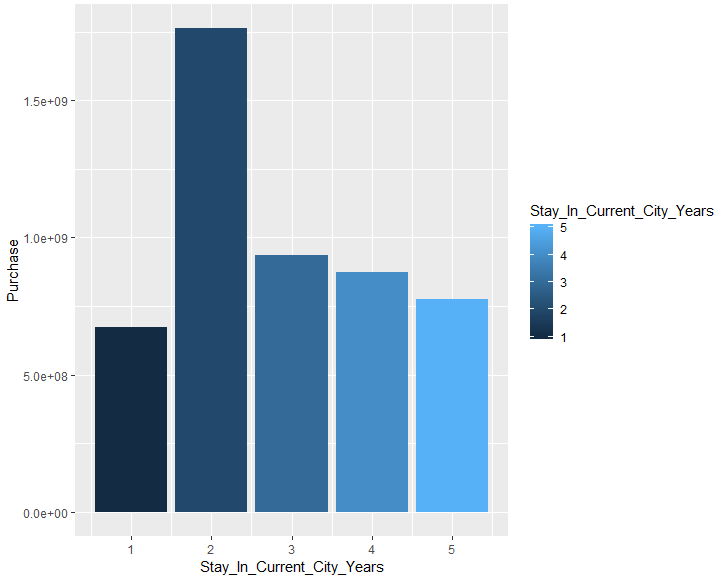 1.5e+09
1.0e+09
5.0e+08
0.0e+00
Purchase
1 2 3 4 5
Stay_In_Current_City_Years
Stay_In_Current_City_Years
5
4
3
2
1